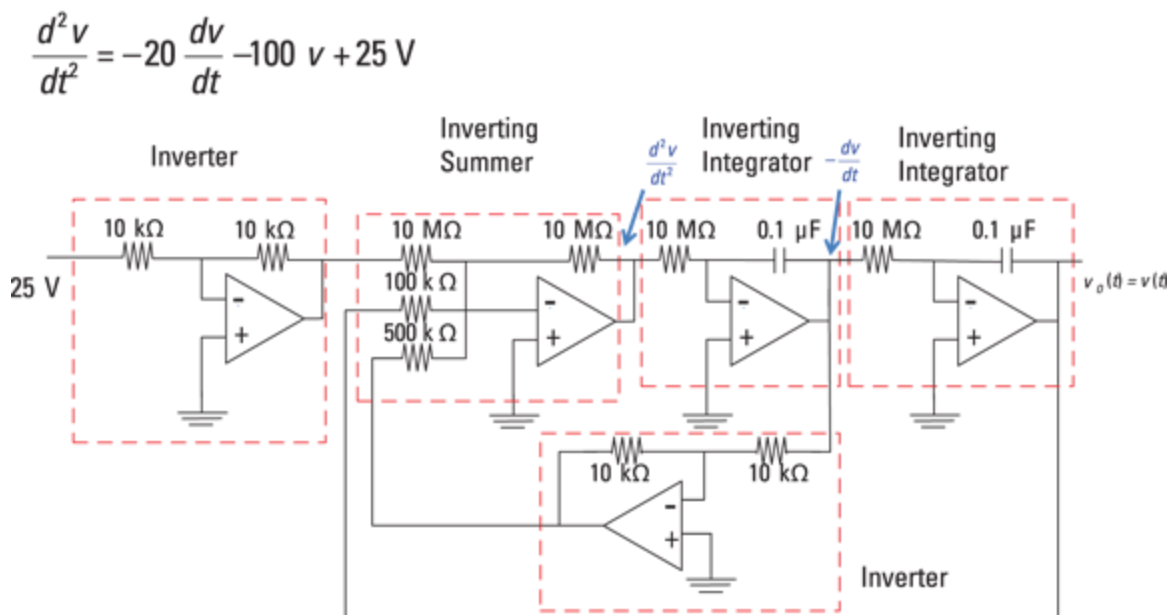 d²v/dt² = −20 dv/dt −100 v + 25 V
Inverter
Inverting
Summer
d²v/dt²
Inverting
Integrator
−dv/dt
Inverting
Integrator
10 kΩ
10 kΩ
10 MΩ
10 MΩ
10 MΩ
0.1 µF
10 MΩ
0.1 µF
25 V
100 k Ω
500 k Ω
v₀(t) = v(t)
-
+
-
+
-
+
-
+
10 kΩ
10 kΩ
-
+
Inverter